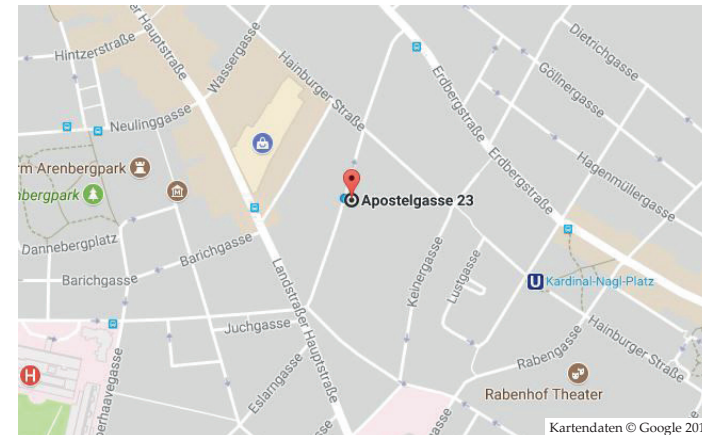 Hintzerstraße
Landstraßer Hauptstraße
Wassergasse
Hainburger Straße
Dietrichgasse
Göllnergasse
Erdbergstraße
Neulinggasse
Erdbergstraße
Hagenmüllergasse
Arenbergpark
Apostelgasse 23
Dannebergplatz
Barichgasse
Barichgasse
Landstraßer Hauptstraße
Keinergasse
Lustgasse
U Kardinal-Nagl-Platz
Juchgasse
Hainburger Straße
Rabengasse
H
Eslarngasse
Rabenhof Theater
Kartendaten © Google